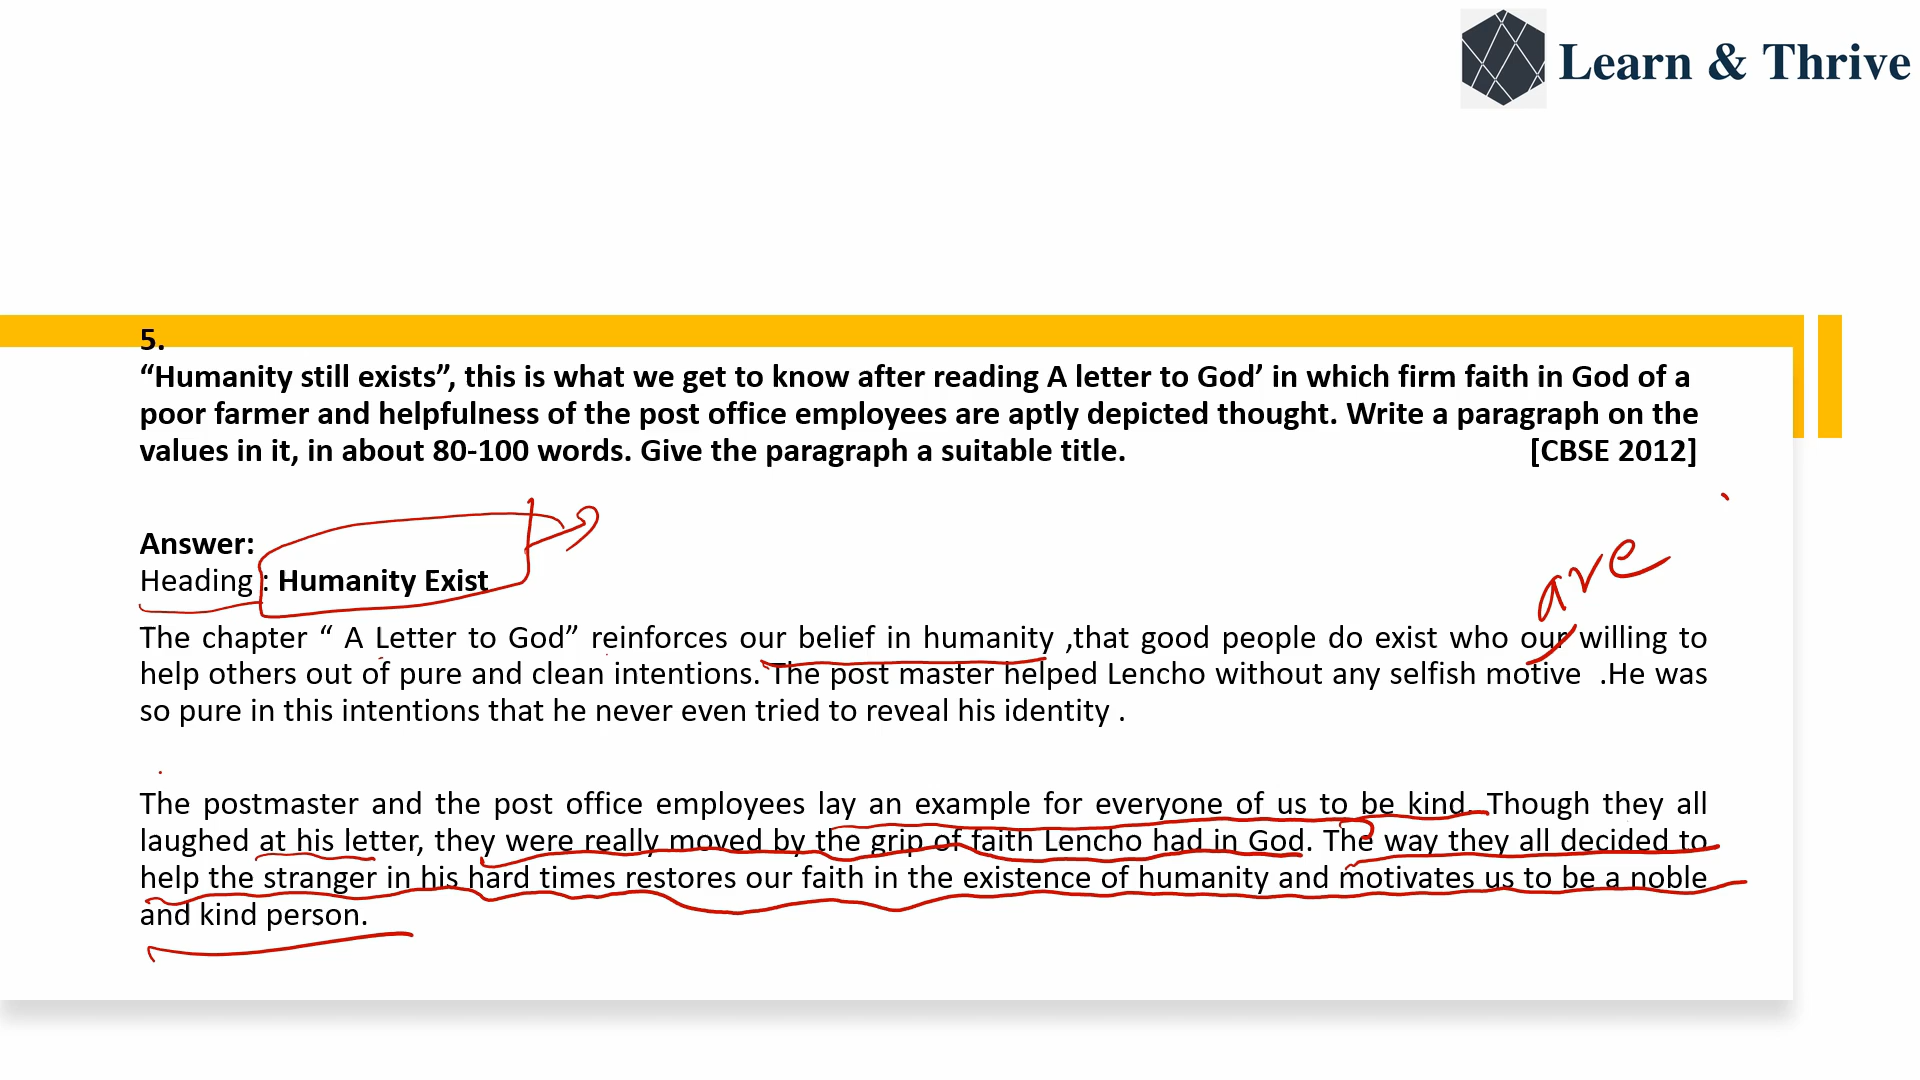 Learn & Thrive
5.
“Humanity still exists”, this is what we get to know after reading A letter to God’ in which firm faith in God of a
poor farmer and helpfulness of the post office employees are aptly depicted thought. Write a paragraph on the
values in it, in about 80-100 words. Give the paragraph a suitable title. [CBSE 2012]
Answer:
Heading : Humanity Exist
are
The chapter “ A Letter to God” reinforces our belief in humanity ,that good people do exist who our willing to
help others out of pure and clean intentions. The post master helped Lencho without any selfish motive .He was
so pure in this intentions that he never even tried to reveal his identity .
The postmaster and the post office employees lay an example for everyone of us to be kind. Though they all
laughed at his letter, they were really moved by the grip of faith Lencho had in God. The way they all decided to
help the stranger in his hard times restores our faith in the existence of humanity and motivates us to be a noble
and kind person.